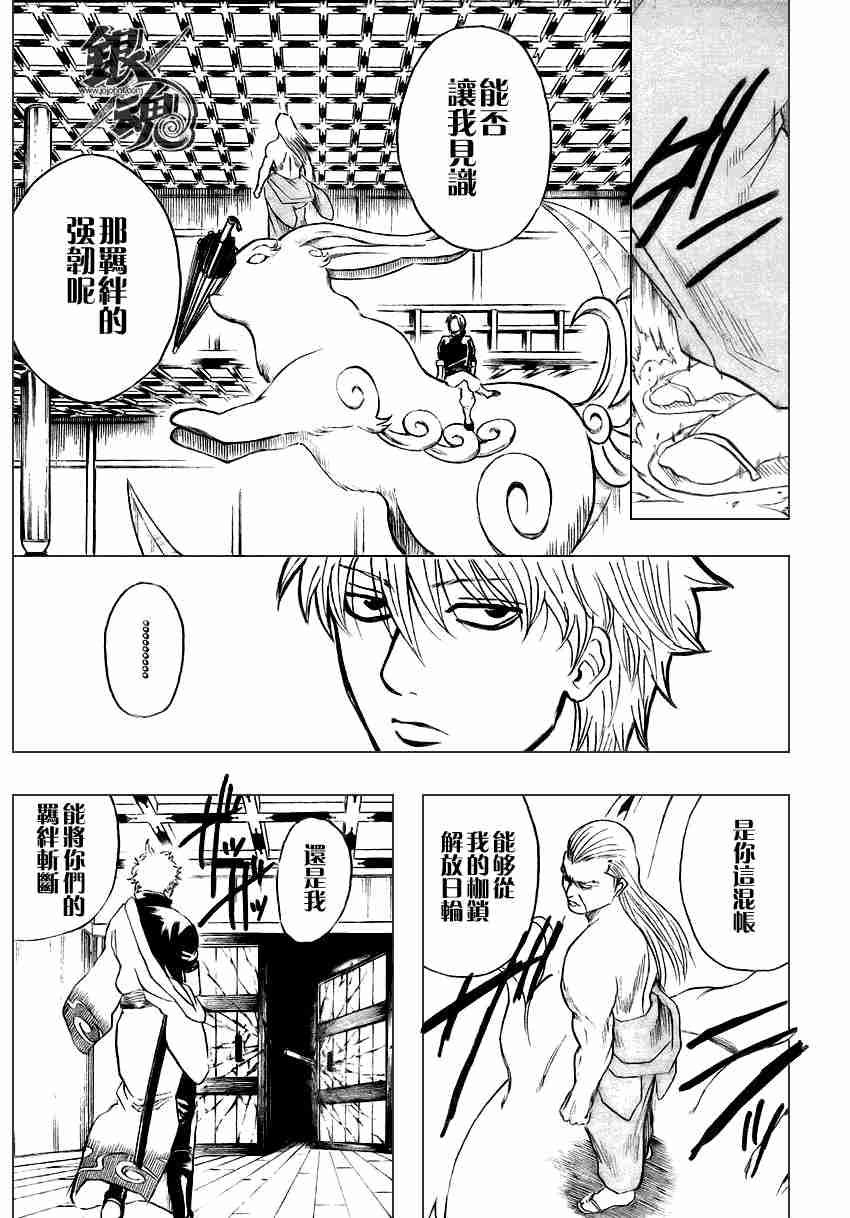 銀魂
www.jojohot.com
能否
讓我見識
那羈絆的
强韌呢
………
是你這混帳
能够從
我的枷鎖
解放日輪
還是我
能將你們的
羈絆斬斷